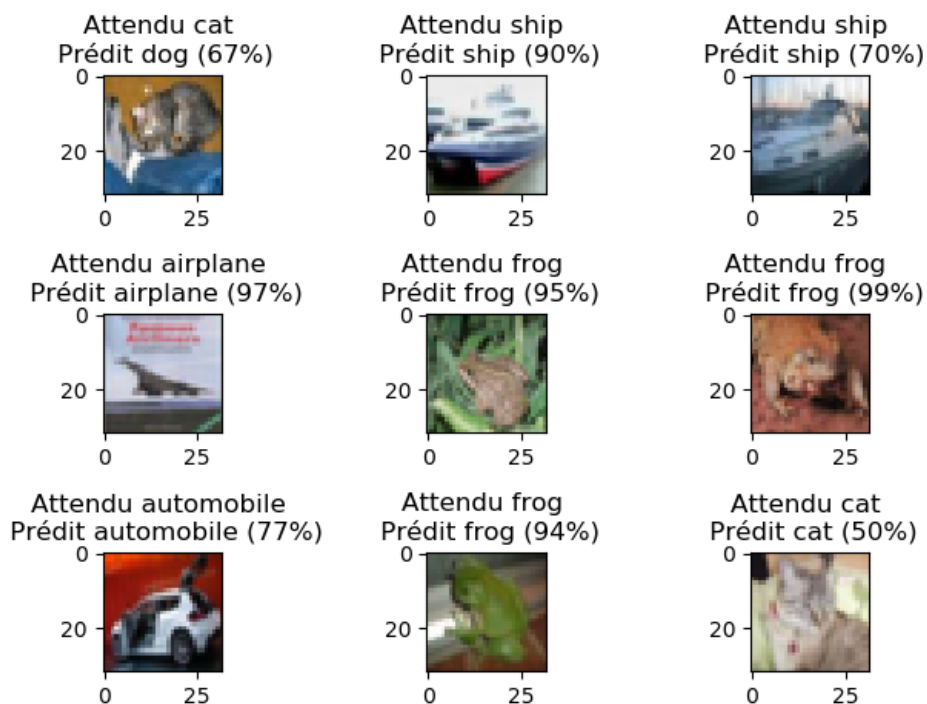 Attendu cat
Prédit dog (67%)
Attendu ship
Prédit ship (90%)
Attendu ship
Prédit ship (70%)
0
20
0 25
0
20
0 25
0
20
0 25
Attendu airplane
Prédit airplane (97%)
Attendu frog
Prédit frog (95%)
Attendu frog
Prédit frog (99%)
0
20
0 25
0
20
0 25
0
20
0 25
Attendu automobile
Prédit automobile (77%)
Attendu frog
Prédit frog (94%)
Attendu cat
Prédit cat (50%)
0
20
0 25
0
20
0 25
0
20
0 25